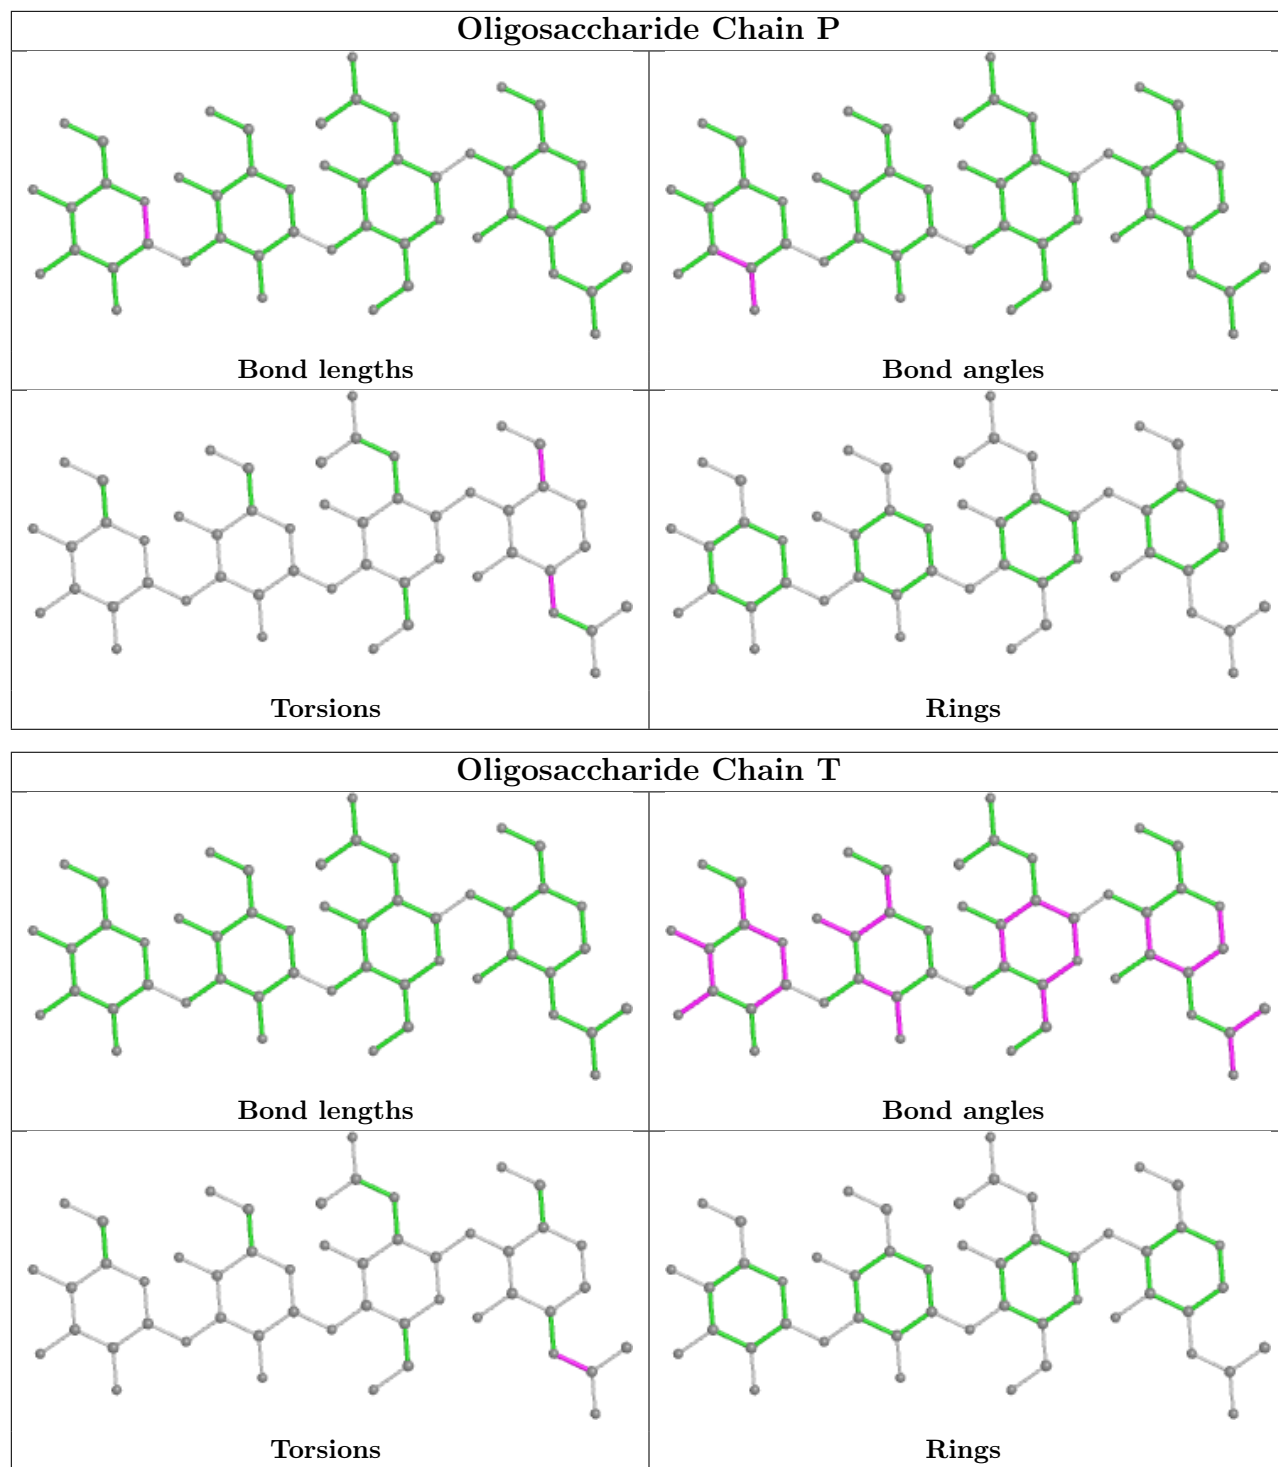 Oligosaccharide Chain P
Bond lengths
Bond angles
Torsions
Rings
Oligosaccharide Chain T
Bond lengths
Bond angles
Torsions
Rings